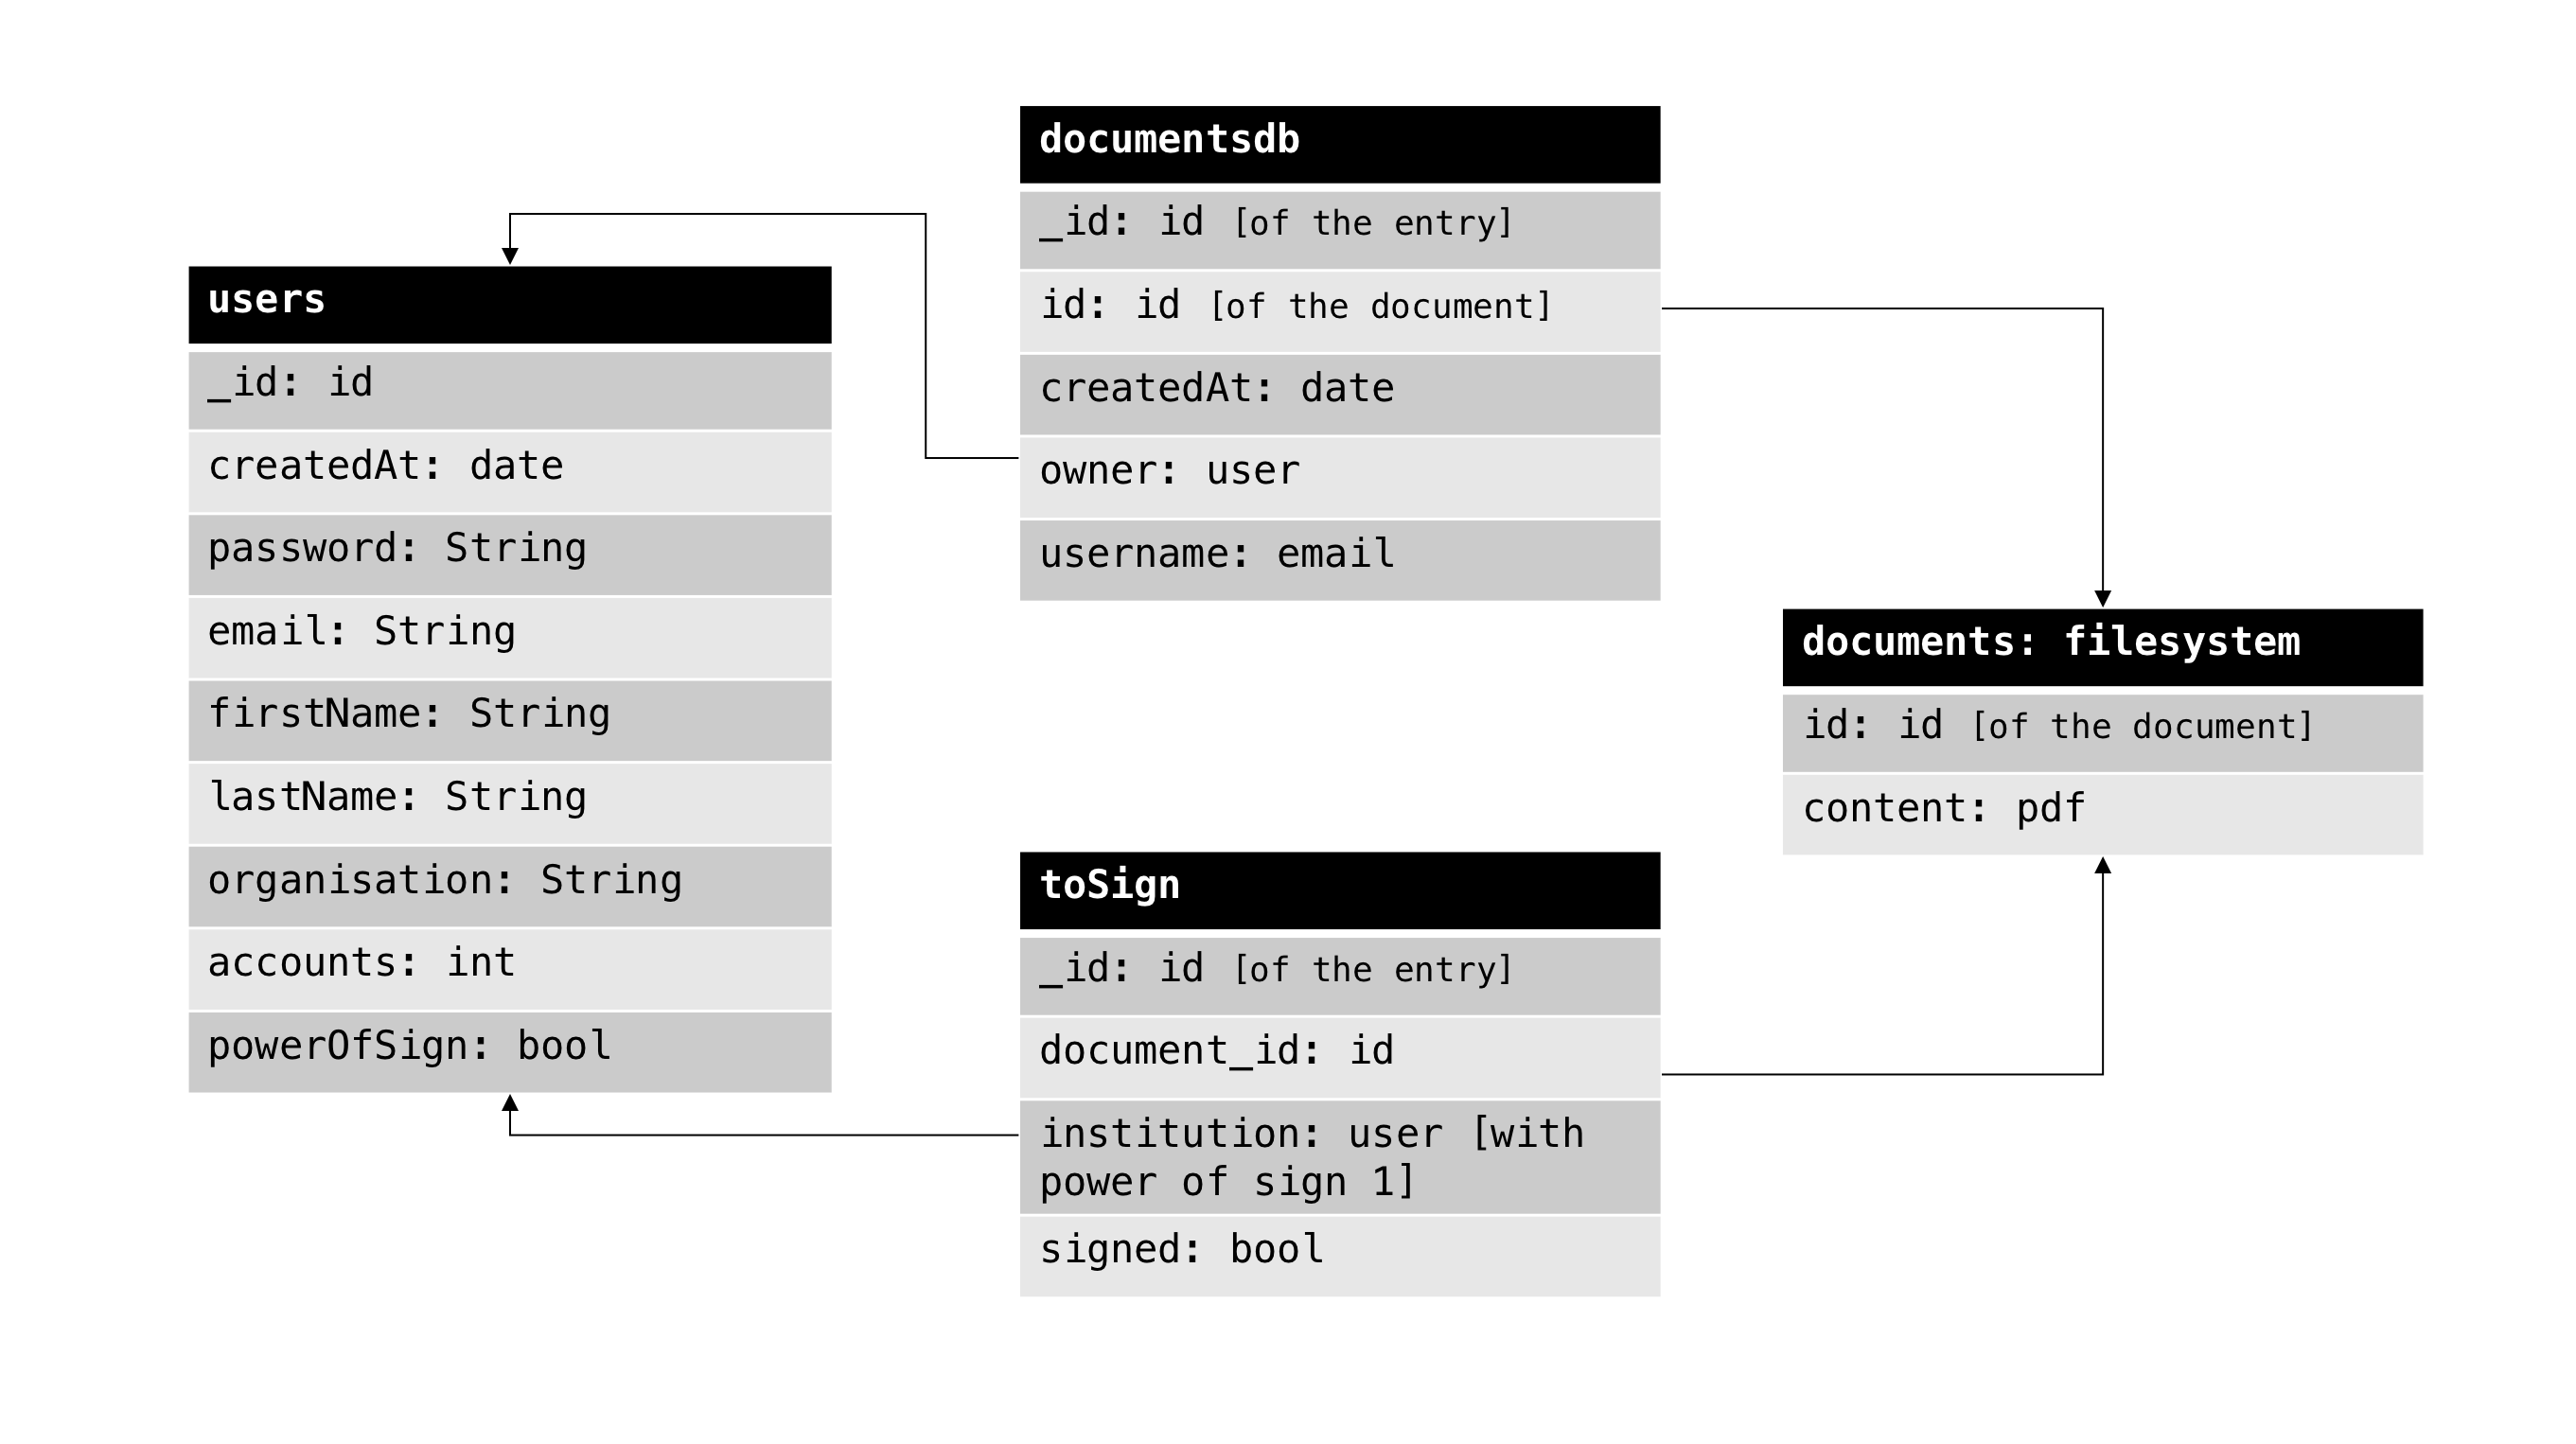 documentsdb
_id: id [of the entry]
id: id [of the document]
createdAt: date
owner: user
username: email
users
_id: id
createdAt: date
password: String
email: String
firstName: String
lastName: String
organisation: String
accounts: int
powerOfSign: bool
documents: filesystem
id: id [of the document]
content: pdf
toSign
_id: id [of the entry]
document_id: id
institution: user [with
power of sign 1]
signed: bool